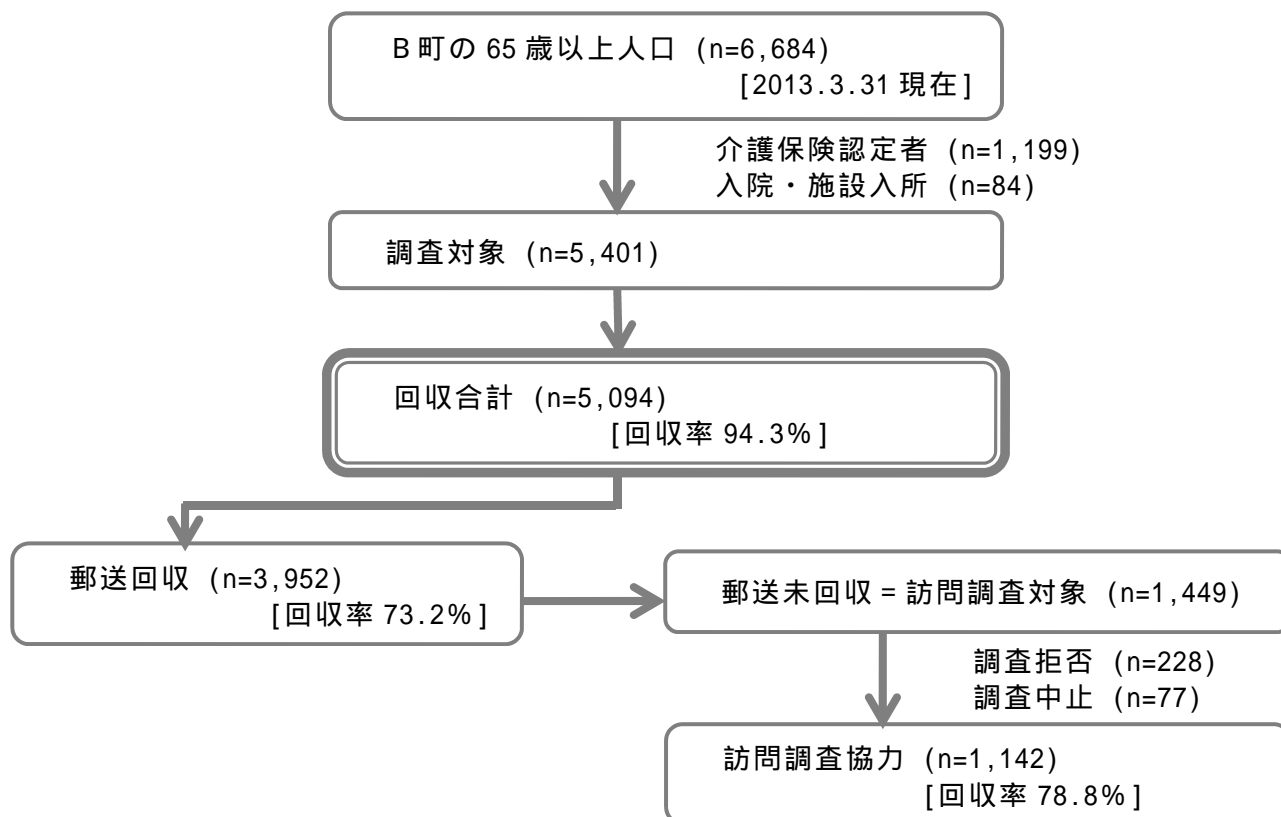 B町の65歳以上人口 (n=6,684)
[2013.3.31 現在]
介護保険認定者 (n=1,199)
入院・施設入所 (n=84)
調査対象 (n=5,401)
回収合計 (n=5,094)
[回収率 94.3%]
郵送回収 (n=3,952)
[回収率 73.2%]
郵送未回収=訪問調査対象 (n=1,449)
調査拒否 (n=228)
調査中止 (n=77)
訪問調査協力 (n=1,142)
[回収率 78.8%]